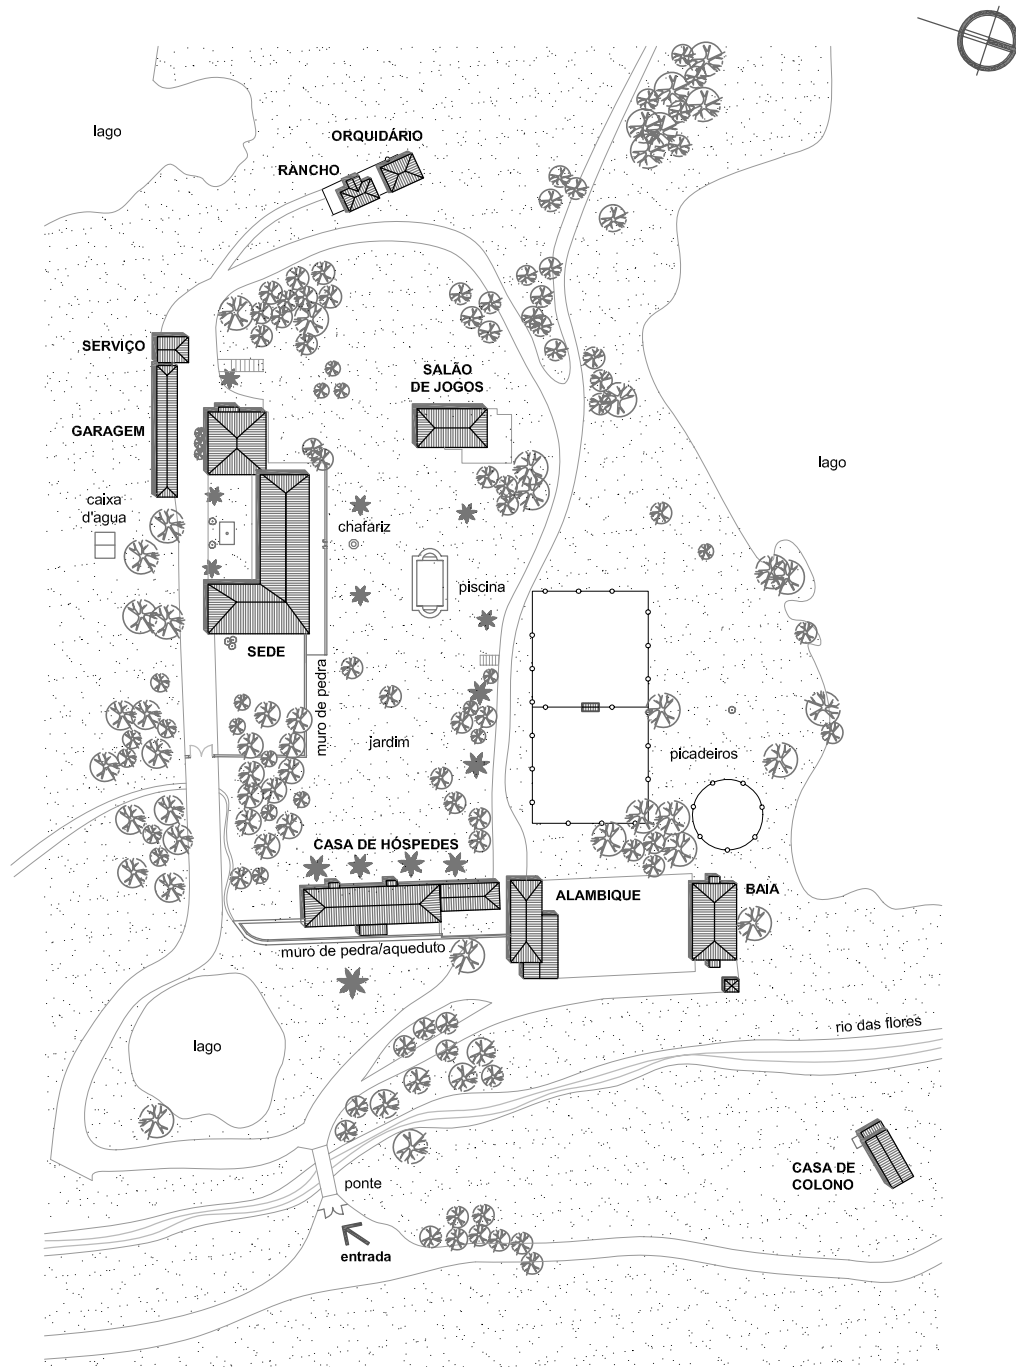 lago
ORQUIDÁRIO
RANCHO
SERVIÇO
SALÃO
DE JOGOS
GARAGEM
lago
caixa
d'agua
chafariz
piscina
SEDE
muro de pedra
jardim
picadeiros
CASA DE HÓSPEDES
ALAMBIQUE
BAIA
muro de pedra/aqueduto
rio das flores
lago
CASA DE
COLONO
ponte
entrada